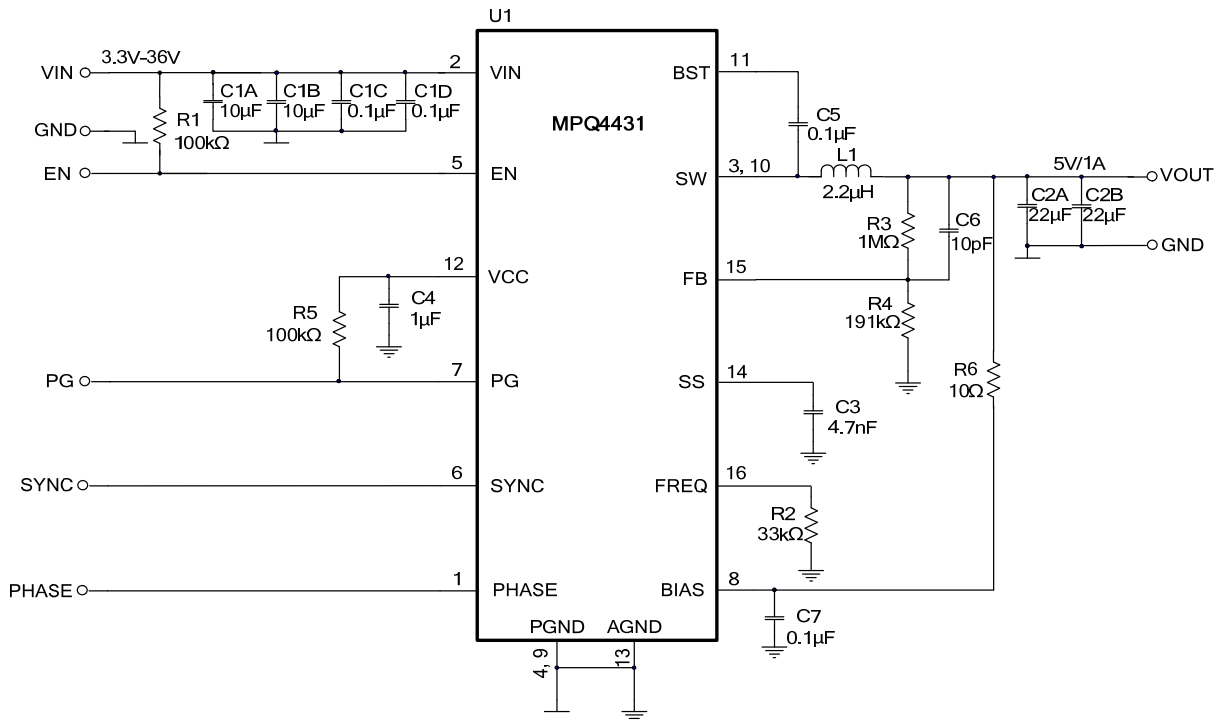 U1
MPQ4431
VIN
3.3V-36V
2
VIN
C1A
10µF
C1B
10µF
C1C
0.1µF
C1D
0.1µF
R1
100kΩ
GND
EN
5
EN
12
VCC
R5
100kΩ
C4
1µF
PG
7
PG
SYNC
6
SYNC
PHASE
1
PHASE
PGND
AGND
4, 9
13
BST
11
C5
0.1µF
SW
3, 10
L1
2.2µH
5V/1A
VOUT
R3
1MΩ
C6
10pF
C2A
22µF
C2B
22µF
GND
FB
15
R4
191kΩ
SS
14
C3
4.7nF
R6
10Ω
FREQ
16
R2
33kΩ
BIAS
8
C7
0.1µF